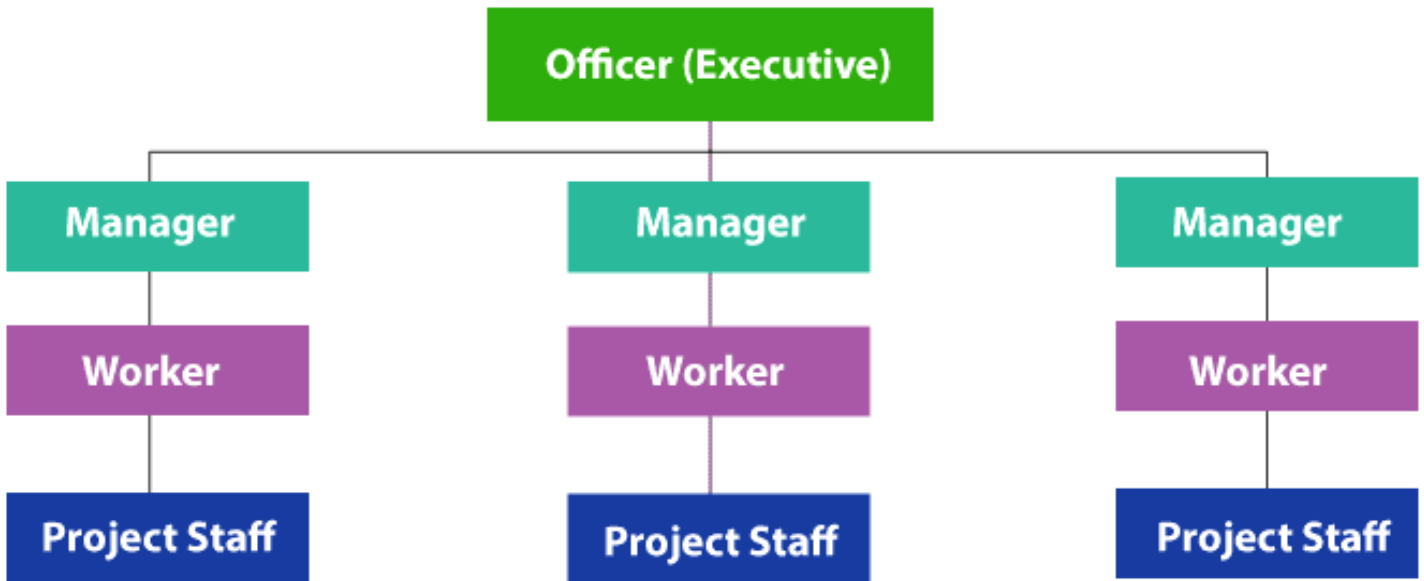 Officer (Executive)
Manager
Manager
Manager
Worker
Worker
Worker
Project Staff
Project Staff
Project Staff